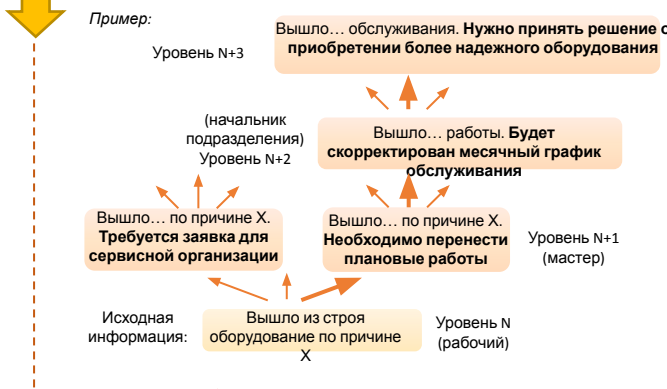 Пример:
Вышло… обслуживания. Нужно принять решение о
приобретении более надежного оборудования
Уровень N+3
(начальник
подразделения)
Уровень N+2
Вышло… работы. Будет
скорректирован месячный график
обслуживания
Вышло… по причине X.
Требуется заявка для
сервисной организации
Вышло… по причине X.
Необходимо перенести
плановые работы
Уровень N+1
(мастер)
Исходная
информация:
Вышло из строя
оборудование по причине
X
Уровень N
(рабочий)